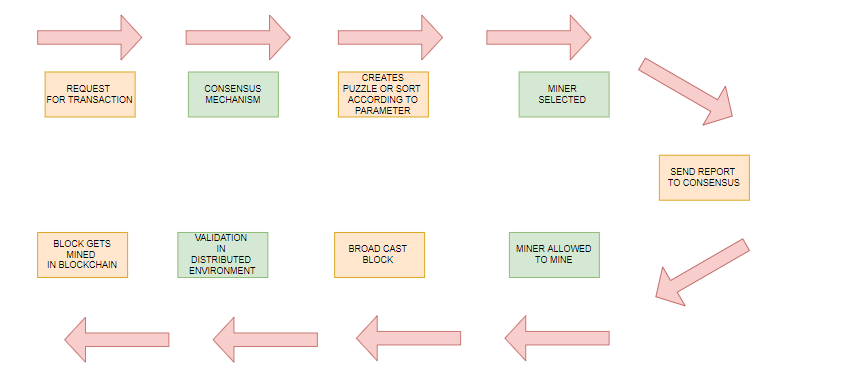 REQUEST
FOR TRANSACTION
CONSENSUS
MECHANISM
CREATES
PUZZLE OR SORT
ACCORDING TO
PARAMETER
MINER
SELECTED
SEND REPORT
TO CONSENSUS
MINER ALLOWED
TO MINE
BROAD CAST
BLOCK
VALIDATION
IN
DISTRIBUTED
ENVIRONMENT
BLOCK GETS
MINED
IN BLOCKCHAIN